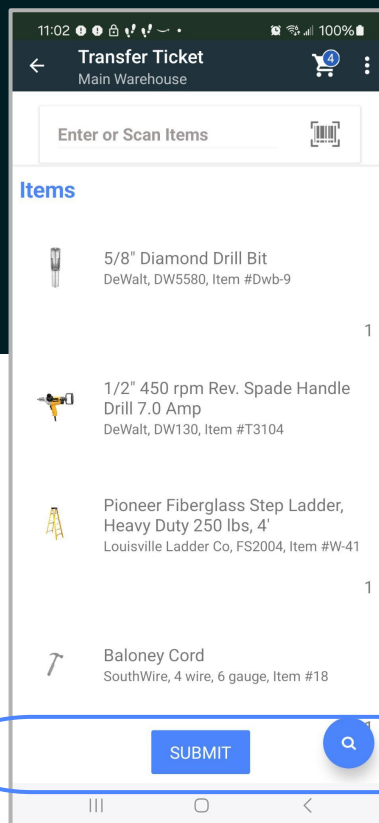 11:02
100%
Transfer Ticket
4
Main Warehouse
Enter or Scan Items
Items
5/8" Diamond Drill Bit
DeWalt, DW5580, Item #Dwb-9
1
1/2" 450 rpm Rev. Spade Handle
Drill 7.0 Amp
DeWalt, DW130, Item #T3104
Pioneer Fiberglass Step Ladder,
Heavy Duty 250 lbs, 4'
Louisville Ladder Co, FS2004, Item #W-41
1
Baloney Cord
SouthWire, 4 wire, 6 gauge, Item #18
SUBMIT